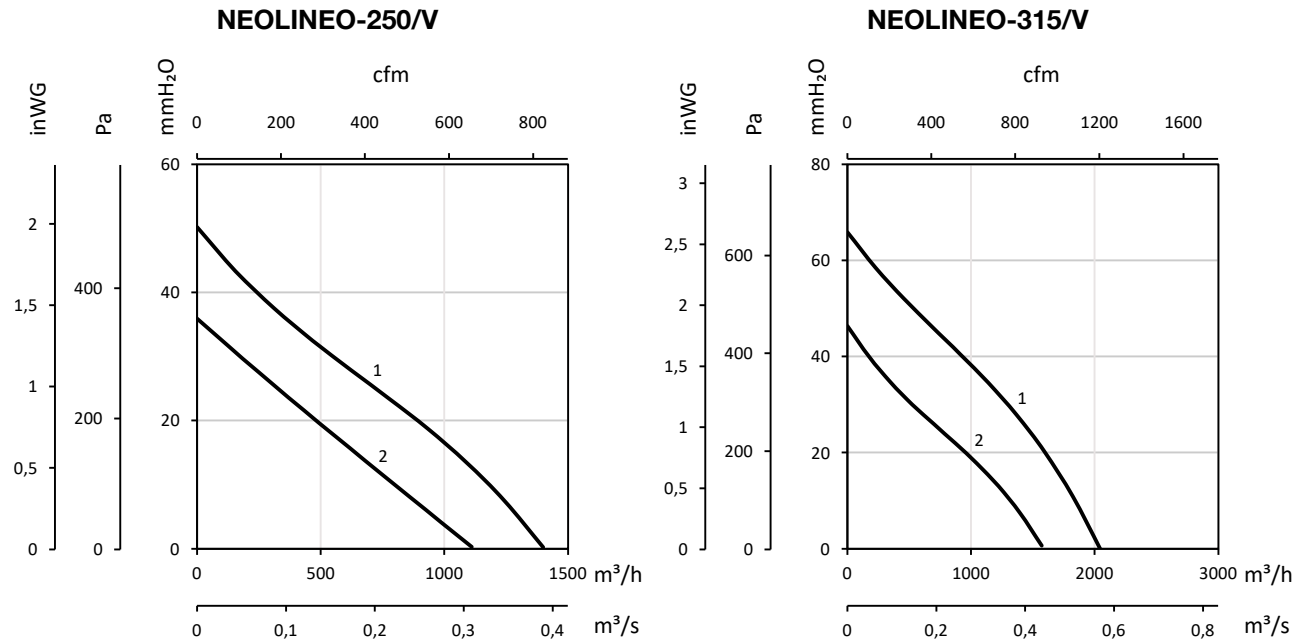 NEOLINEO-250/V
inWG
Pa
mmH₂O
cfm
0 200 400 600 800
60
40
20
0
2
1,5
1
0,5
0
400
200
0
1
2
0 500 1000 1500 m³/h
0 0,1 0,2 0,3 0,4 m³/s
NEOLINEO-315/V
inWG
Pa
mmH₂O
cfm
0 400 800 1200 1600
80
60
40
20
0
3
2,5
2
1,5
1
0,5
0
600
400
200
0
1
2
0 1000 2000 3000 m³/h
0 0,2 0,4 0,6 0,8 m³/s